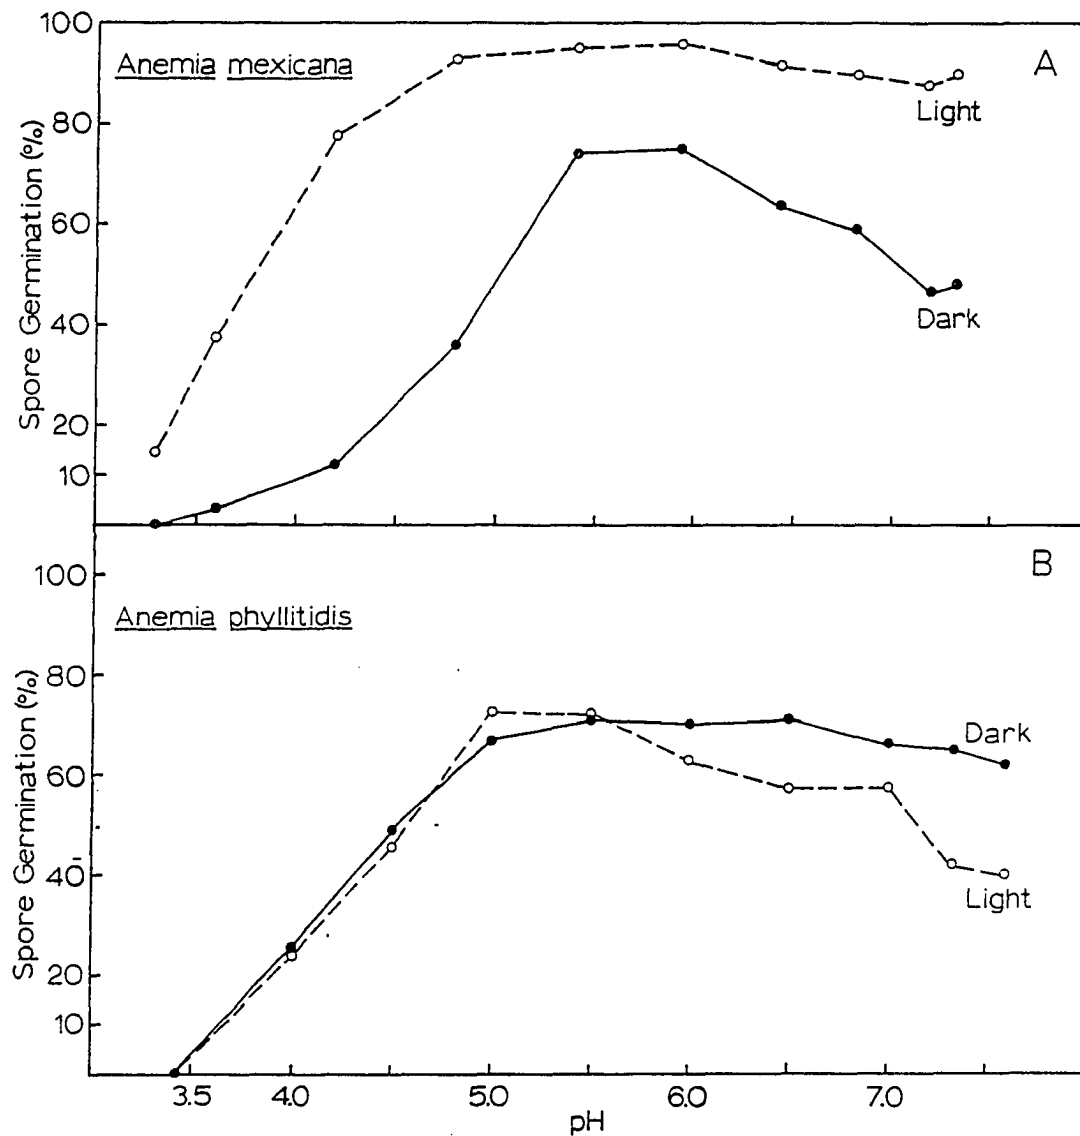 100
Anemia mexicana
A
80
Light
60
40
Dark
20
10
Spore Germination (%)
B
100
Anemia phyllitidis
80
Dark
60
40
Light
20
10
Spore Germination (%)
3.5 4.0 5.0 6.0 7.0
pH